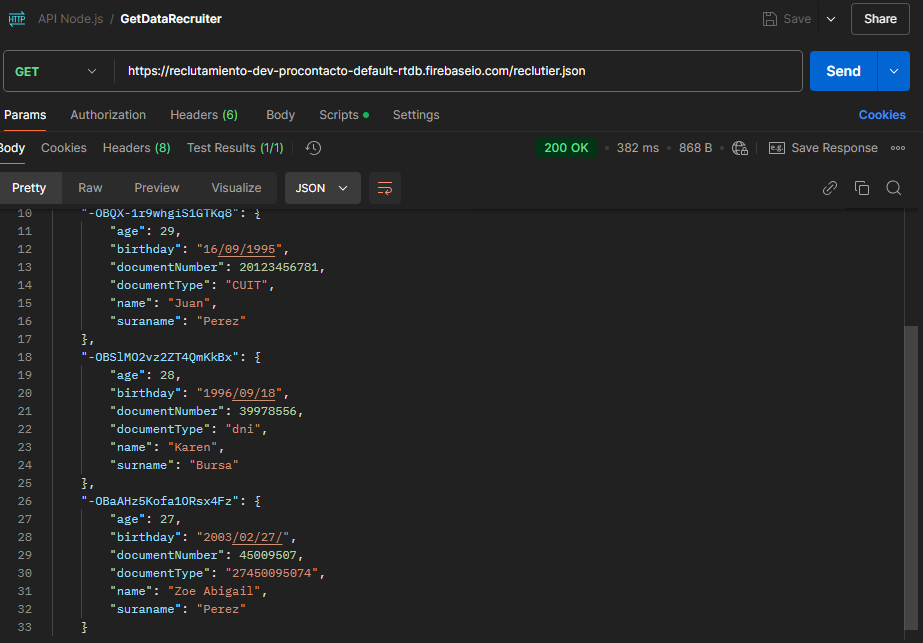 HTTP API Node.js / GetDataRecruiter Save Share
GET https://reclutamiento-dev-procontacto-default-rtdb.firebaseio.com/reclutier.json Send
Params Authorization Headers (6) Body Scripts Settings Cookies
Body Cookies Headers (8) Test Results (1/1) 200 OK • 382 ms • 868 B • e.g. Save Response
Pretty Raw Preview Visualize JSON
10 "-OBQX-1r9whgiS1GTKq8": {
11 "age": 29,
12 "birthday": "16/09/1995",
13 "documentNumber": 20123456781,
14 "documentType": "CUIT",
15 "name": "Juan",
16 "suraname": "Perez"
17 },
18 "-OBSlMO2vz2ZT4QmKkBx": {
19 "age": 28,
20 "birthday": "1996/09/18",
21 "documentNumber": 39978556,
22 "documentType": "dni",
23 "name": "Karen",
24 "surname": "Bursa"
25 },
26 "-OBaAHz5Kofa1ORsx4Fz": {
27 "age": 27,
28 "birthday": "2003/02/27/",
29 "documentNumber": 45009507,
30 "documentType": "27450095074",
31 "name": "Zoe Abigail",
32 "suraname": "Perez"
33 }